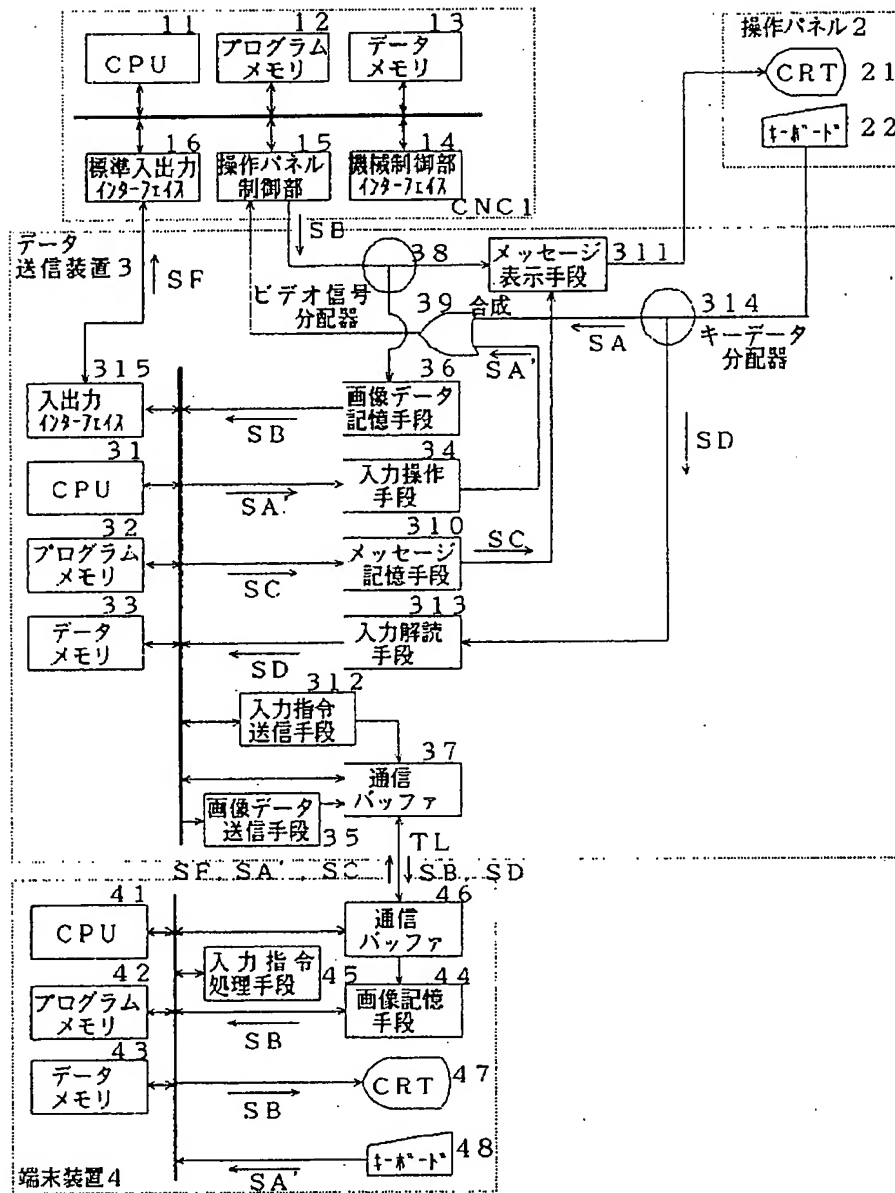 11
CPU
12
プログラム
メモリ
13
データ
メモリ
16
標準入出力
インターフェイス
15
操作パネル
制御部
14
機械制御部
インターフェイス
CNC1
操作パネル2
CRT
21
キーボード
22
データ
送信装置3
SF
SB
38
メッセージ
表示手段
311
ビデオ信号
分配器
39
合成
SA
314
キーデータ
分配器
SA'
SD
315
入出力
インターフェイス
SB
36
画像データ
記憶手段
31
CPU
SA'
34
入力操作
手段
32
プログラム
メモリ
SC
310
メッセージ
記憶手段
SC
33
データ
メモリ
SD
313
入力解読
手段
312
入力指令
送信手段
37
通信
バッファ
画像データ
送信手段
35
TL
SF, SA', SC
SB, SD
41
CPU
46
通信
バッファ
入力指令
処理手段
45
42
プログラム
メモリ
SB
44
画像記憶
手段
43
データ
メモリ
SB
CRT
47
キーボード
48
SA'
端末装置4